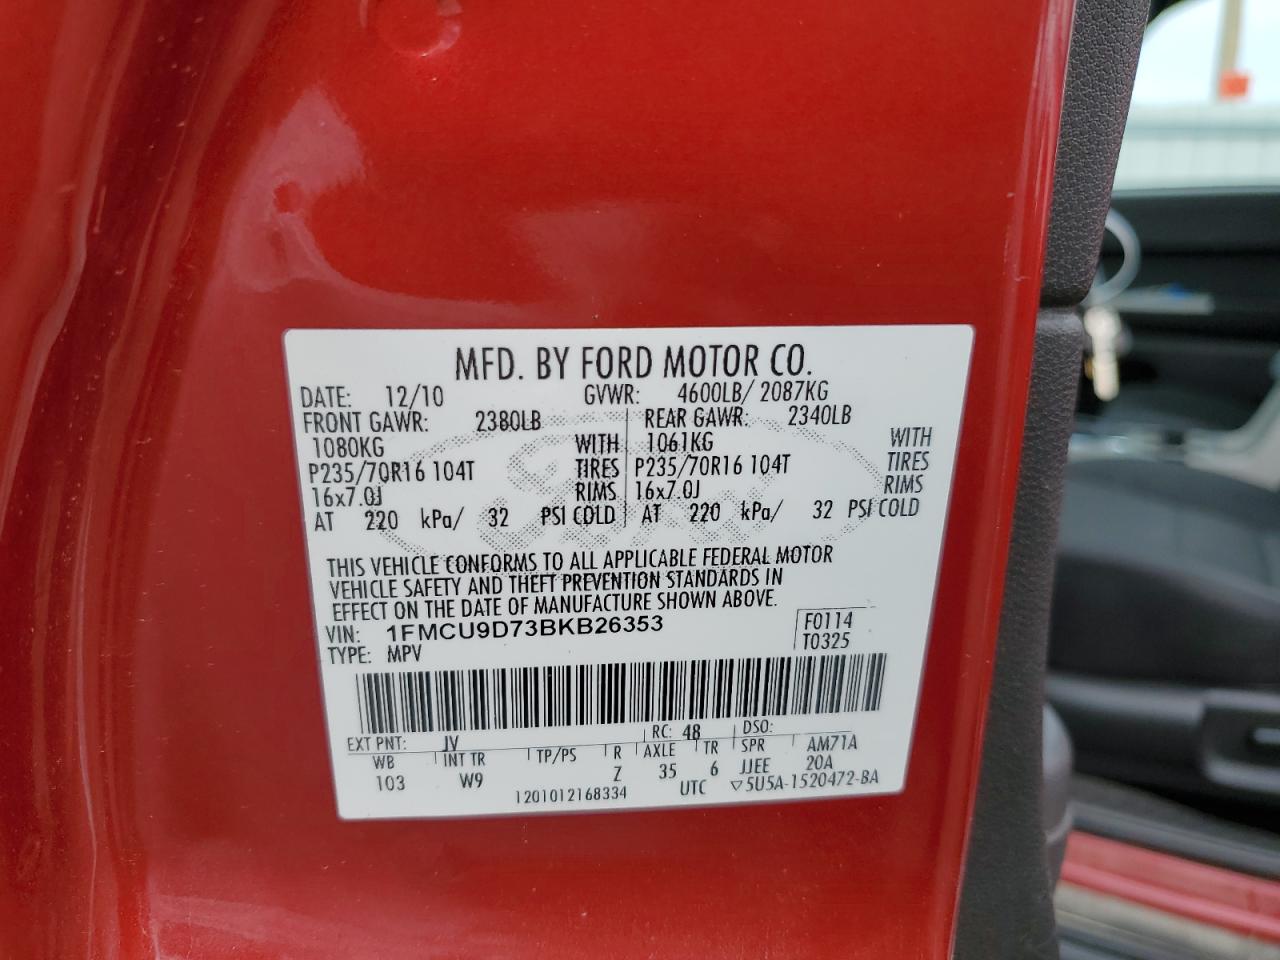 MFD. BY FORD MOTOR CO.
DATE: 12/10 GVWR: 4600LB/ 2087KG
FRONT GAWR: 2380LB REAR GAWR: 2340LB
1080KG WITH 1061KG WITH
P235/70R16 104T TIRES P235/70R16 104T TIRES
16x7.0J RIMS 16x7.0J RIMS
AT 220 kPa/ 32 PSI COLD AT 220 kPa/ 32 PSI COLD
THIS VEHICLE CONFORMS TO ALL APPLICABLE FEDERAL MOTOR
VEHICLE SAFETY AND THEFT PREVENTION STANDARDS IN
EFFECT ON THE DATE OF MANUFACTURE SHOWN ABOVE.
VIN: 1FMCU9D73BKB26353 F0114
TYPE: MPV T0325
EXT PNT: JV RC: 48 DSO:
WB INT TR TP/PS R AXLE TR SPR AM71A
103 W9 Z 35 6 JJEE 20A
1201012168334 UTC ▽5U5A-1520472-BA